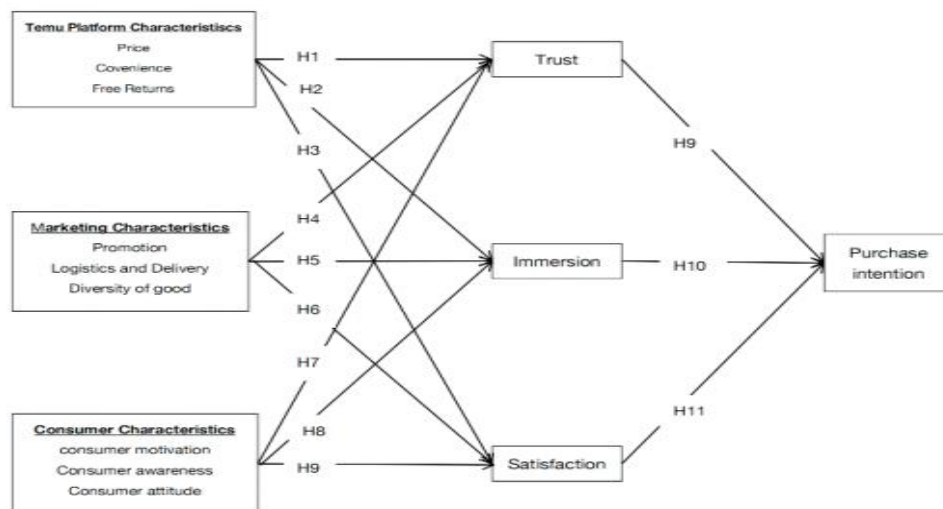 Temu Platform Characteristiscs
Price
Covenience
Free Returns
H1
Trust
H2
H3
H9
Marketing Characteristics
Promotion
Logistics and Delivery
Diversity of good
H4
H5
H6
Immersion
H10
Purchase
intention
H7
Consumer Characteristics
consumer motivation
Consumer awareness
Consumer attitude
H8
H9
Satisfaction
H11